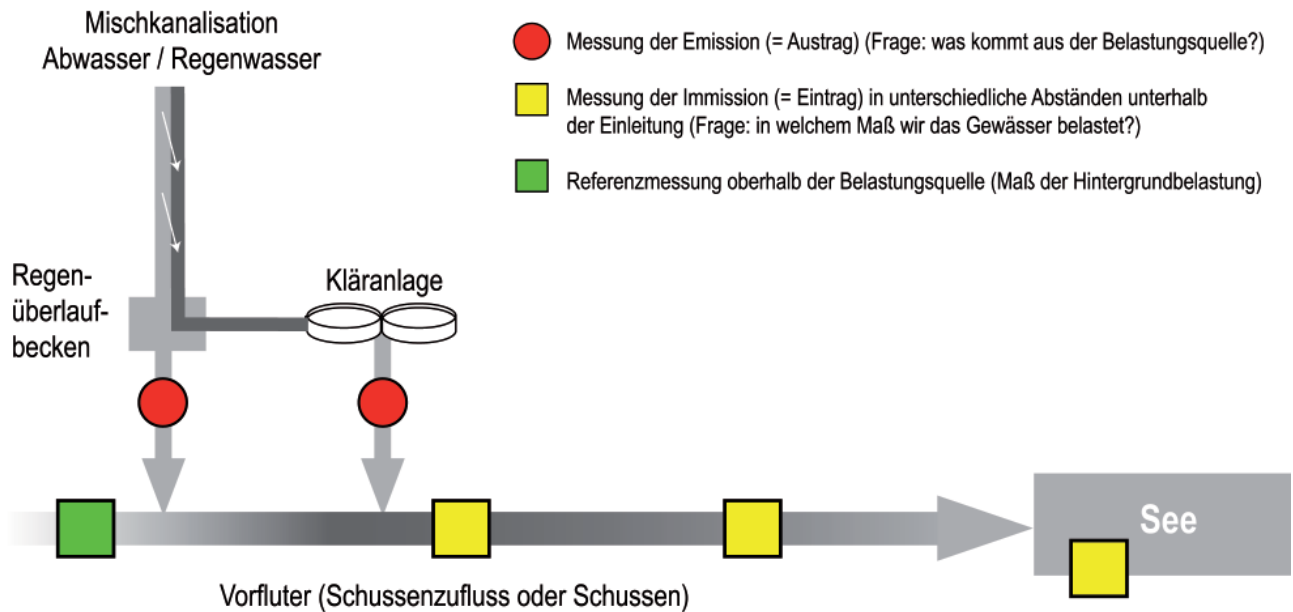 Mischkanalisation
Abwasser / Regenwasser
Messung der Emission (= Austrag) (Frage: was kommt aus der Belastungsquelle?)
Messung der Immission (= Eintrag) in unterschiedliche Abständen unterhalb
der Einleitung (Frage: in welchem Maß wir das Gewässer belastet?)
Referenzmessung oberhalb der Belastungsquelle (Maß der Hintergrundbelastung)
Regen-
überlauf-
becken
Kläranlage
See
Vorfluter (Schussenzufluss oder Schussen)